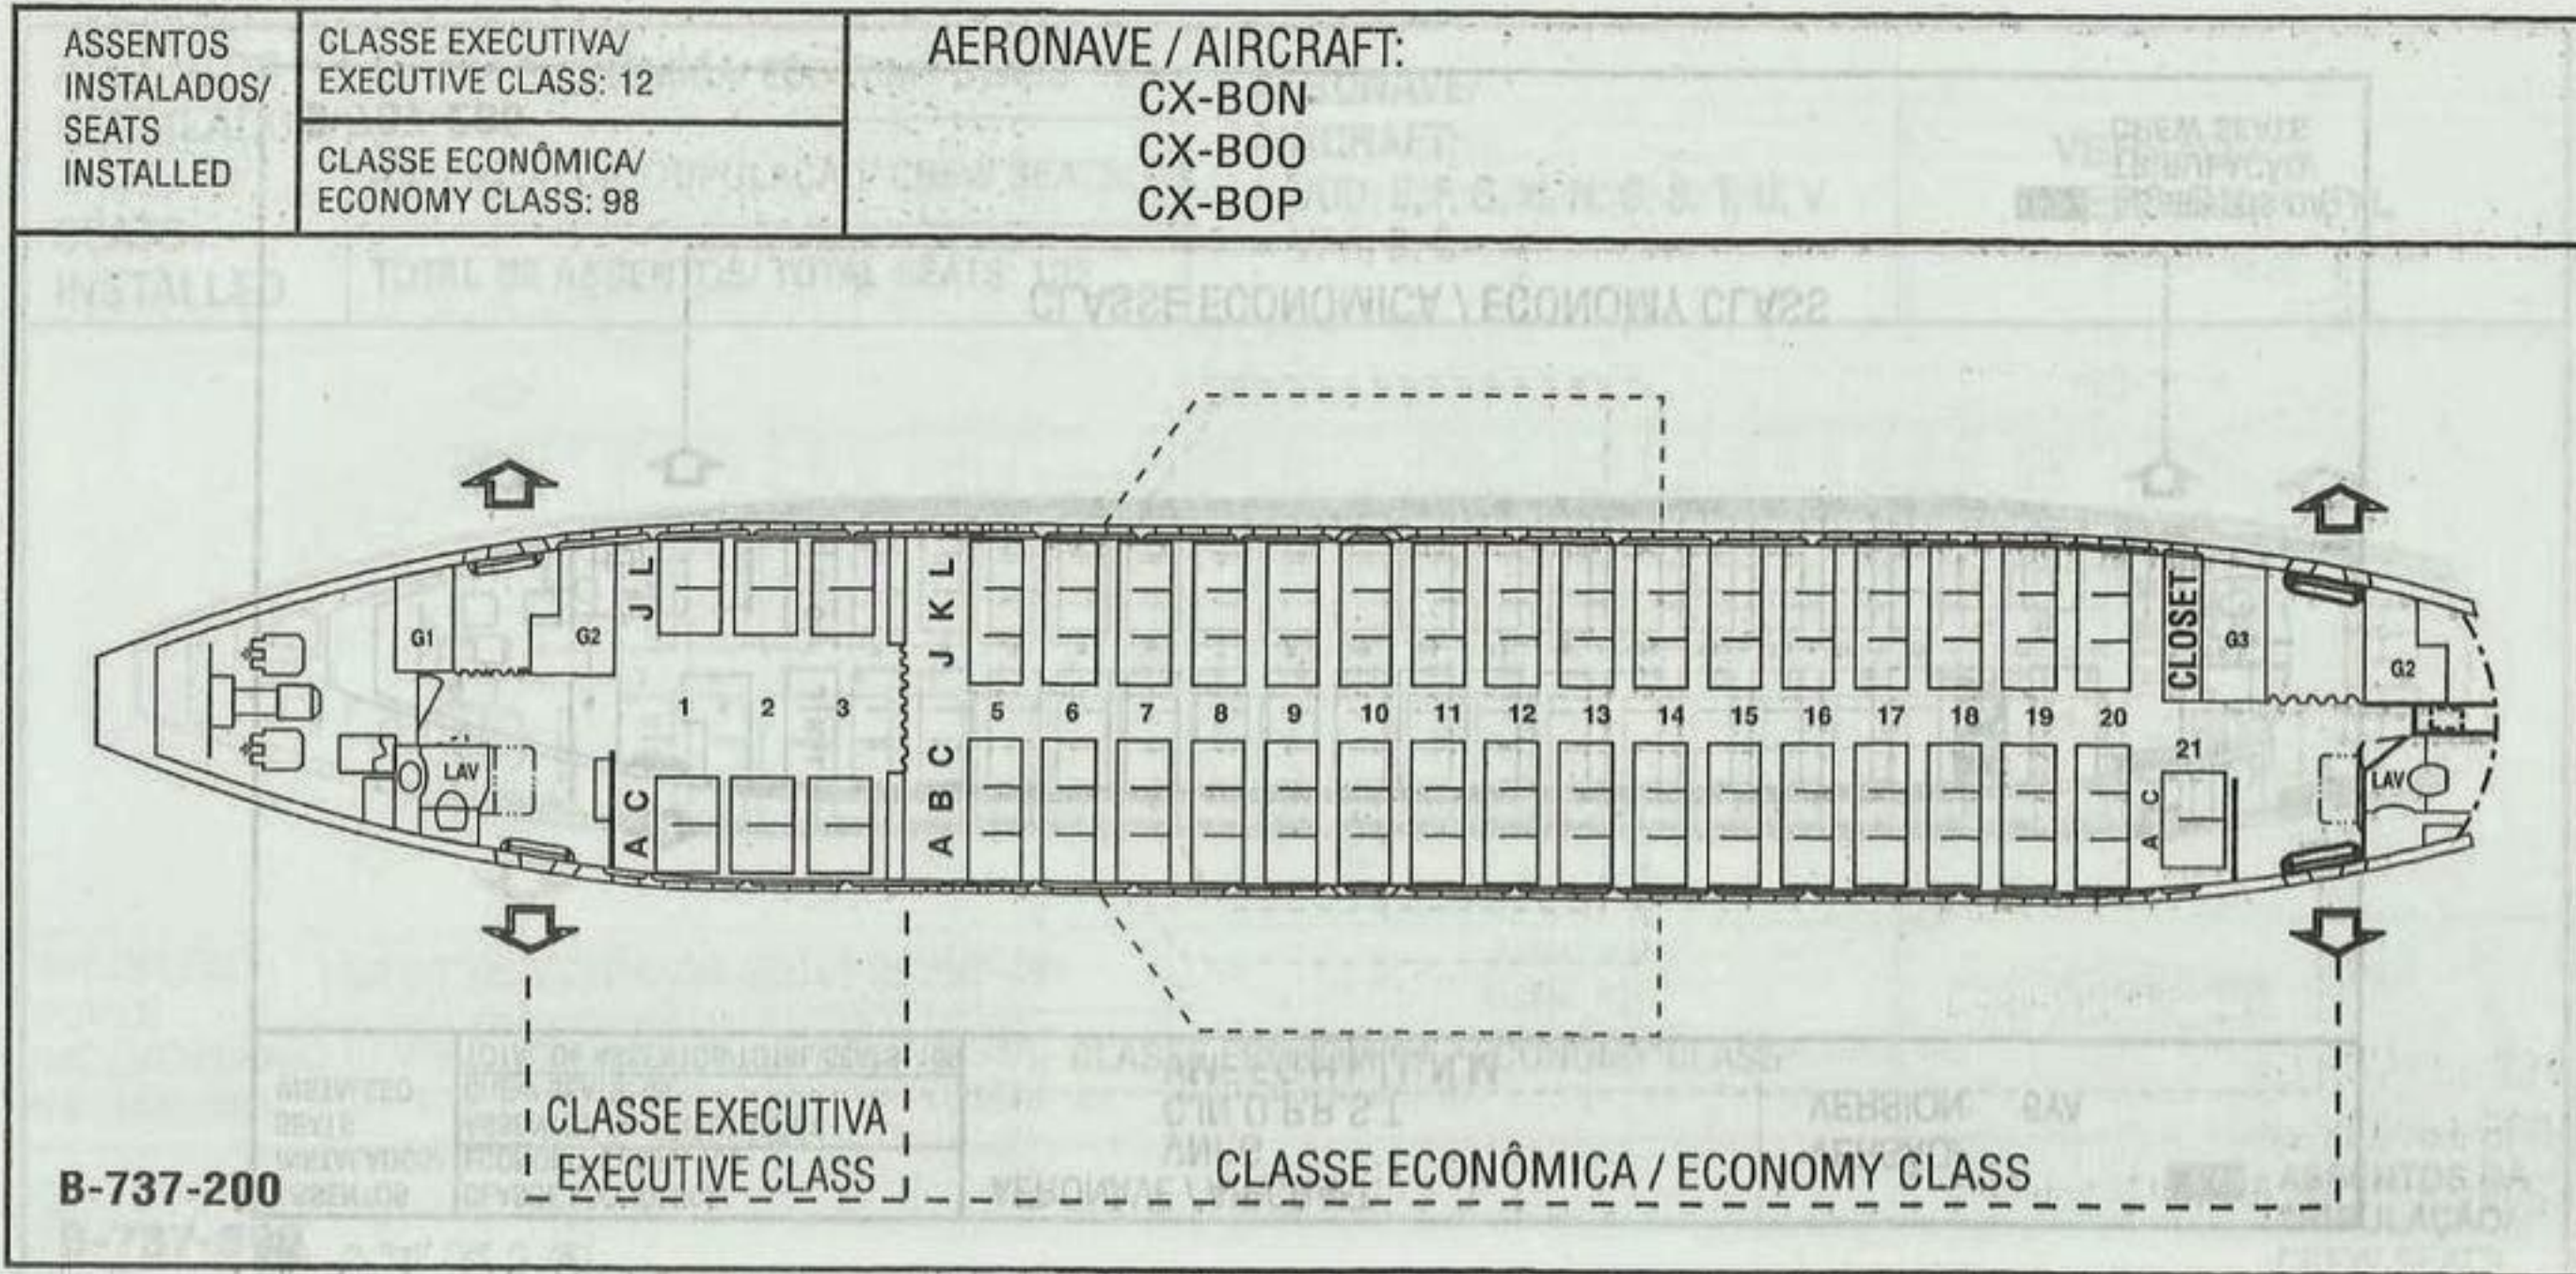 ASSENTOS
INSTALADOS/
SEATS
INSTALLED
CLASSE EXECUTIVA/
EXECUTIVE CLASS: 12
CLASSE ECONÔMICA/
ECONOMY CLASS: 98
AERONAVE / AIRCRAFT:
CX-BON
CX-BOO
CX-BOP
G1
G2
J L
J K L
CLOSET
G3
G2
1 2 3 5 6 7 8 9 10 11 12 13 14 15 16 17 18 19 20
21
LAV
A C
A B C
A C
LAV
CLASSE EXECUTIVA
EXECUTIVE CLASS
CLASSE ECONÔMICA / ECONOMY CLASS
B-737-200